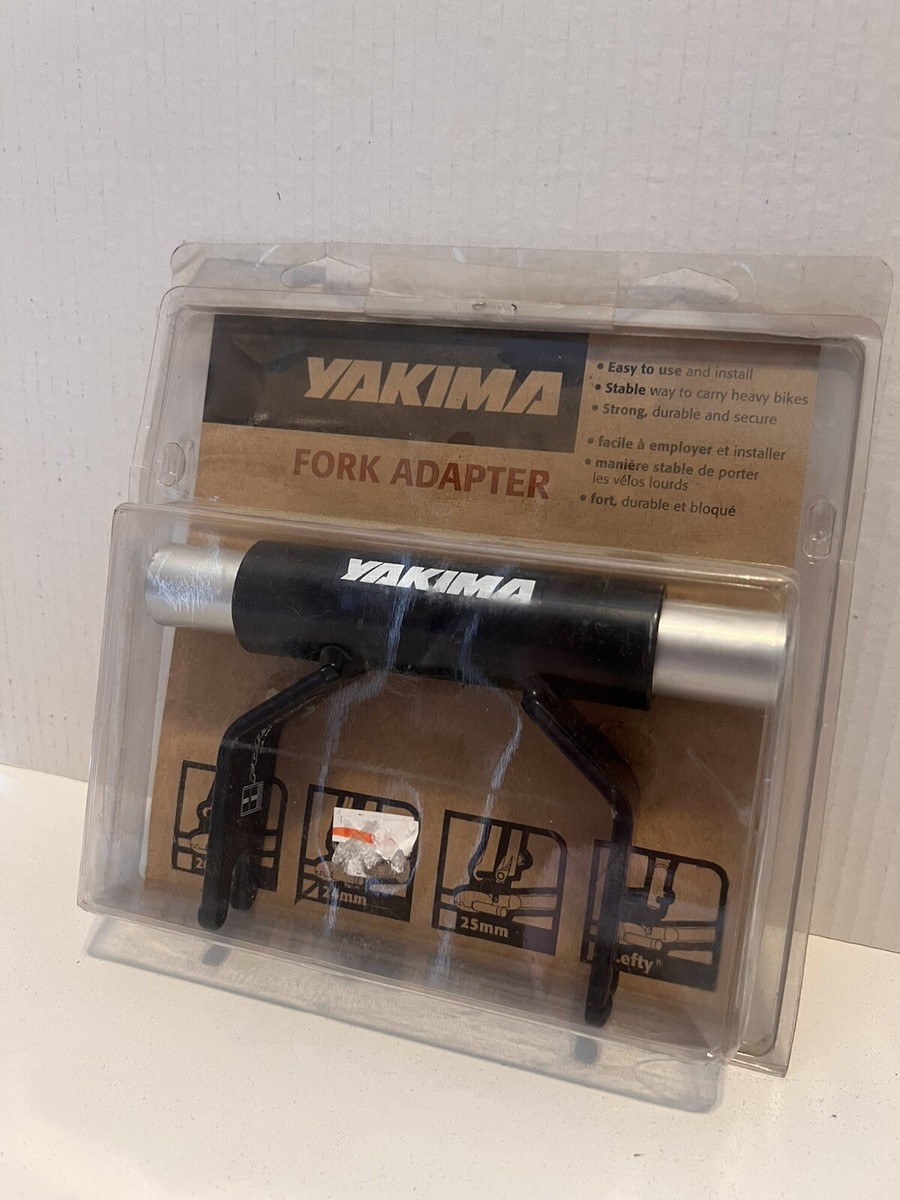 YAKIMA
FORK ADAPTER
• Easy to use and install
• Stable way to carry heavy bikes
• Strong, durable and secure
• facile à employer et installer
• manière stable de porter
les vélos lourds
• fort, durable et bloqué
YAKIMA
25mm
Lefty